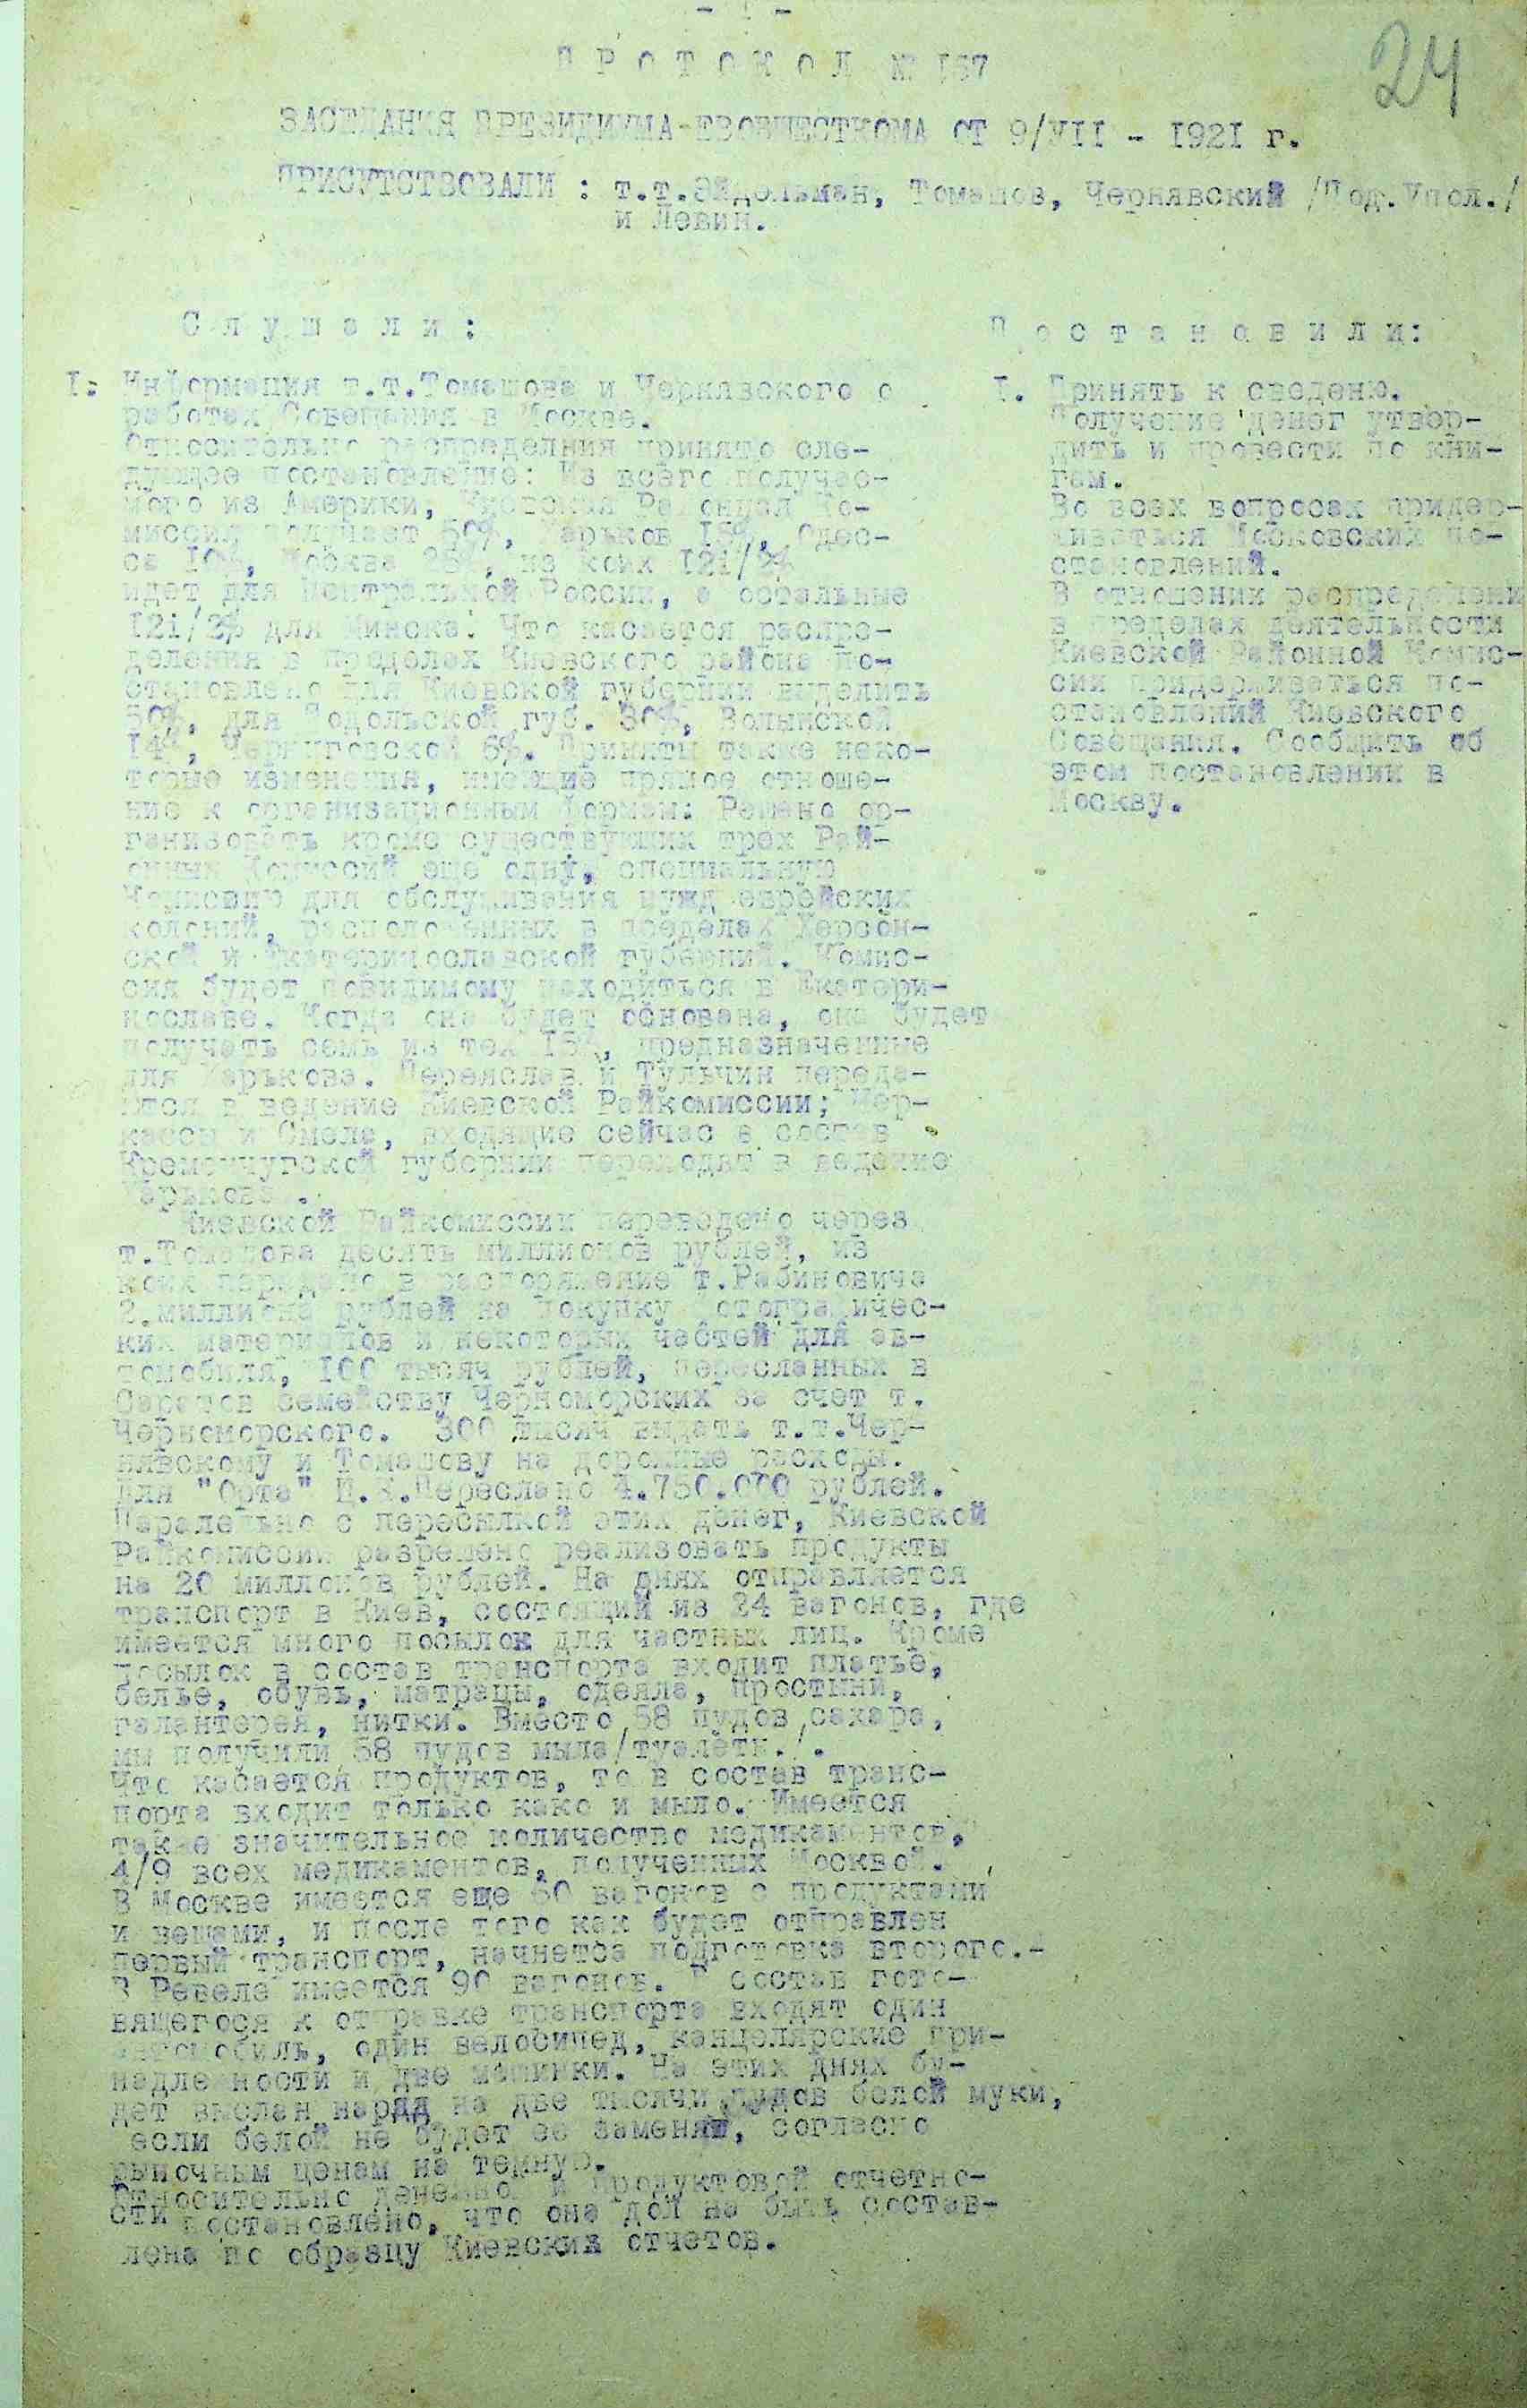 - -
24
П Р О Т О К О Л № 137
ЗАСЕДАНИЯ ПРЕЗИДИУМА ЕВОБЩЕСТКОМА ОТ 9/УІІ - 1921 г.
ПРИСУТСТВОВАЛИ : т.т.Эйдельман, Томашов, Чернявский /Под.Упол./
и Левин.
С л у ш а л и :
I. Информация т.т.Томашова и Чернявского о
работах Совещания в Москве.
Относительно распределния принято сле-
дующее постановление: Из всего получае-
мого из Америки, Киевская Районная Ко-
миссия получает 50%, Харьков 15%, Одес-
са 10%, Москва 25%, из коих 12I/2%
идет для Центральной России, а остальные
12I/2% для Минска. Что касается распре-
деления в пределах Киевского района по-
становлено для Киевской губернии выделить
50%, для Подольской губ. 30%, Волынской
14%, Черниговской 6%. Приняты также неко-
торые изменения, имеющие прямое отноше-
ние к организационным формам: Решено ор-
ганизовать кроме существующих трех Рай-
онных Комиссий еще одну, специальную
Комиссию для обслуживания нужд еврейских
колоний, расположенных в пределах Херсон-
ской и Екатеринославской губерний. Комис-
сия будет повидимому находиться в Екатери-
нославе. Когда она будет основана, она будет
получать семь из тех 15%, предназначенные
для Харькова. Переяслав и Тульчин переда-
ются в ведение Киевской Райкомиссии; Чер-
кассы и Смела, входящие сейчас в состав
Кременчугской губернии переходят в ведение
Харькова .
Киевской Райкомиссии переведено через
т.Томашова десять миллионов рублей, из
коих передано в распоряжение т.Рабиновича
2.миллиона рублей на покупку фотографичес-
ких материалов и некоторых частей для ав-
томобиля, 100 тысяч рублей, пересланных в
Саратов семейству Черноморских за счет т.
Черноморского. 300 тысяч выдать т.т.Чер-
нявскому и Томашову на дорожные расходы.
Для "Орта" Переслано 4.750.000 рублей.
Паралельно с пересылкой этих денег, Киевской
Райкомиссии разрешено реализовать продукты
на 20 миллонов рублей. На днях отправляется
транспорт в Киев, состоящий из 24 вагонов, где
имеется много посылок для частных лиц. Кроме
посылок в состав транспорта входит платье,
белье, обувь, матрацы, одеяла, простыни,
галантерея, нитки. Вместо 58 пудов сахара,
мы получили 58 пудов мыла/туалетн./.
Что касается продуктов, то в состав транс-
порта входит только како и мыло. Имеется
также значительное количество медикаментов,
4/9 всех медикаментов, полученных Москвой.
В Москве имеется еще 60 вагонов с продуктами
и вещами, и после того как будет отправлен
первый транспорт, начнется подготовка второго.-
В Ревеле имеется 90 вагонов. В состав гото-
вящегося к отправке транспорта входят один
автомобиль, один велосипед, канцелярские при-
надлежности и две машинки. На этих днях бу-
дет выслан наряд на две тысячи пудов белой муки,
если белой не будет ее заменят, согласно
рыночным ценам на темную.
Относительно денежной и продуктовой отчетно-
сти постановлено, что она должна быть состав-
лена по образцу Киевских отчетов.
П о с т а н о в и л и:
I. Принять к сведеню.
Получение денег утвер-
дить и провести по кни-
гам.
Во всех вопросах придер-
живаться Московских по-
становлений.
В отношении распределени
в пределах деятельности
Киевской Районной Комис-
сии придерживаться по-
становлений Киевского
Совещания. Сообщить об
этом постановлении в
Москву.